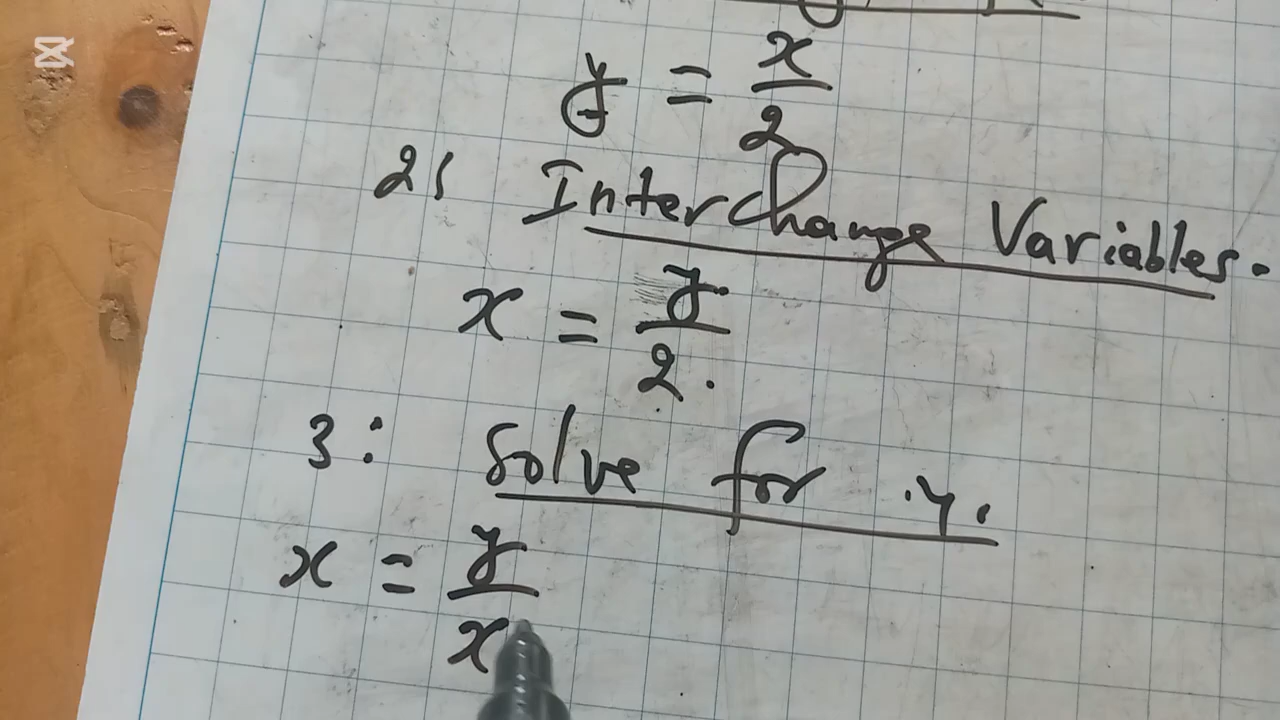 y = x/2
2: Interchange Variables.
x = y/2.
3: Solve for y.
x = y/x